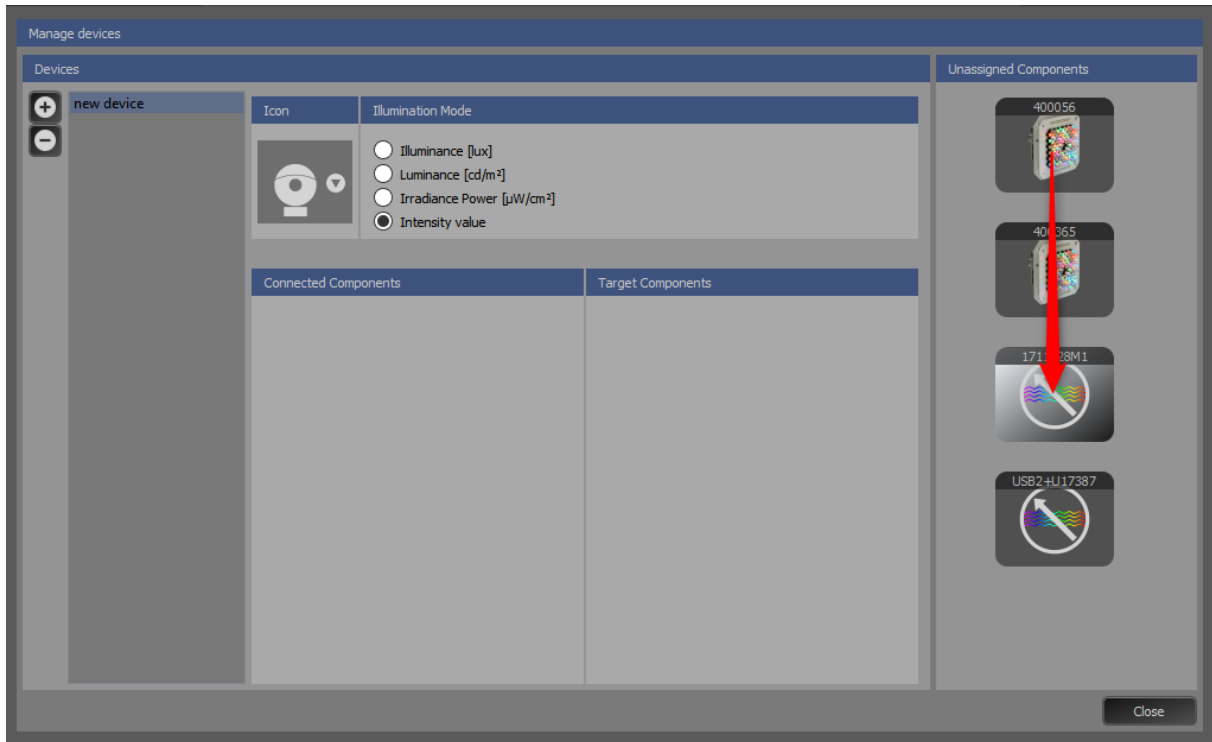 Manage devices
Devices
Unassigned Components
new device
Icon
Illumination Mode
Illuminance [lux]
Luminance [cd/m²]
Irradiance Power [µW/cm²]
Intensity value
Connected Components
Target Components
400056
USB2+U17387
Close